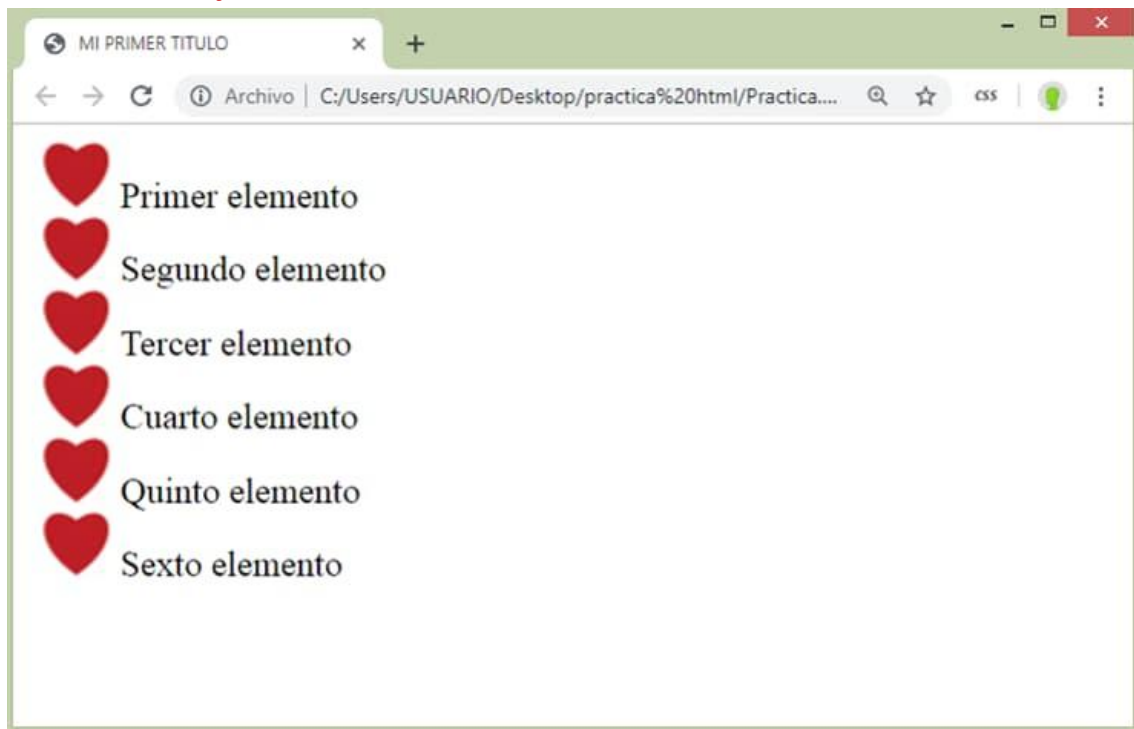 MI PRIMER TITULO
Archivo | C:/Users/USUARIO/Desktop/practica%20html/Practica....
css
Primer elemento
Segundo elemento
Tercer elemento
Cuarto elemento
Quinto elemento
Sexto elemento